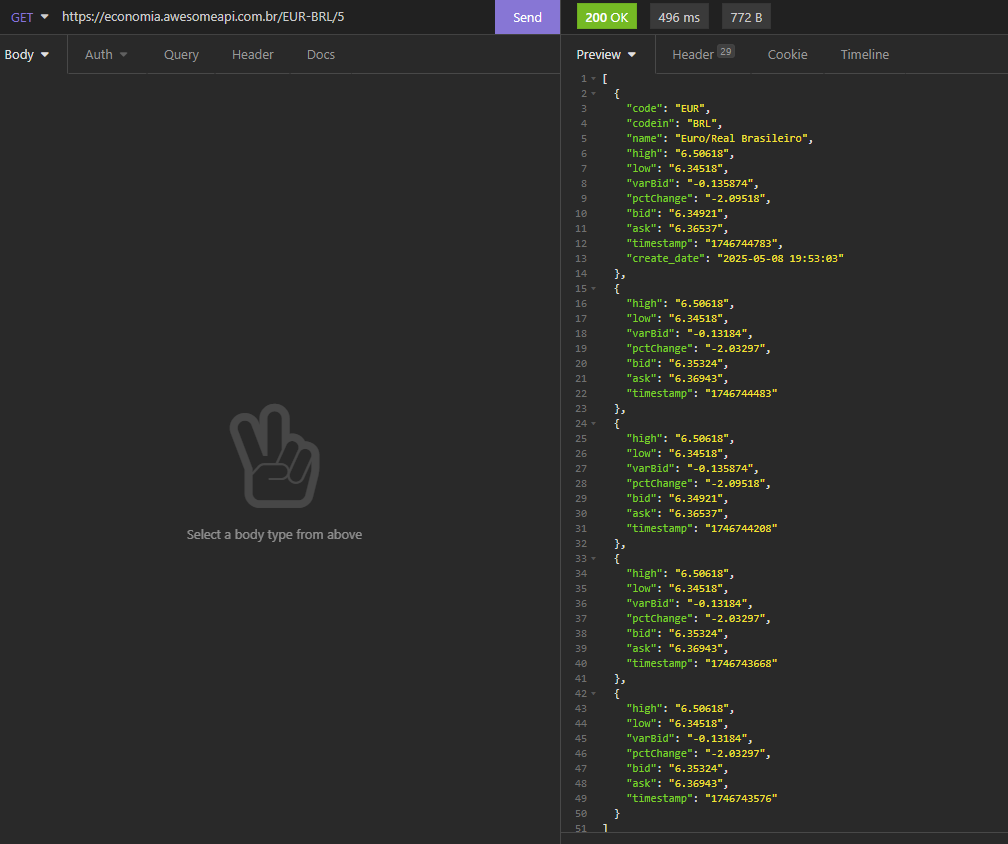 GET https://economia.awesomeapi.com.br/EUR-BRL/5 Send 200 OK 496 ms 772 B
Body Auth Query Header Docs Preview Header 29 Cookie Timeline
Select a body type from above
1 [
2 {
3 "code": "EUR",
4 "codein": "BRL",
5 "name": "Euro/Real Brasileiro",
6 "high": "6.50618",
7 "low": "6.34518",
8 "varBid": "-0.135874",
9 "pctChange": "-2.09518",
10 "bid": "6.34921",
11 "ask": "6.36537",
12 "timestamp": "1746744783",
13 "create_date": "2025-05-08 19:53:03"
14 },
15 {
16 "high": "6.50618",
17 "low": "6.34518",
18 "varBid": "-0.13184",
19 "pctChange": "-2.03297",
20 "bid": "6.35324",
21 "ask": "6.36943",
22 "timestamp": "1746744483"
23 },
24 {
25 "high": "6.50618",
26 "low": "6.34518",
27 "varBid": "-0.135874",
28 "pctChange": "-2.09518",
29 "bid": "6.34921",
30 "ask": "6.36537",
31 "timestamp": "1746744208"
32 },
33 {
34 "high": "6.50618",
35 "low": "6.34518",
36 "varBid": "-0.13184",
37 "pctChange": "-2.03297",
38 "bid": "6.35324",
39 "ask": "6.36943",
40 "timestamp": "1746743668"
41 },
42 {
43 "high": "6.50618",
44 "low": "6.34518",
45 "varBid": "-0.13184",
46 "pctChange": "-2.03297",
47 "bid": "6.35324",
48 "ask": "6.36943",
49 "timestamp": "1746743576"
50 }
51 ]